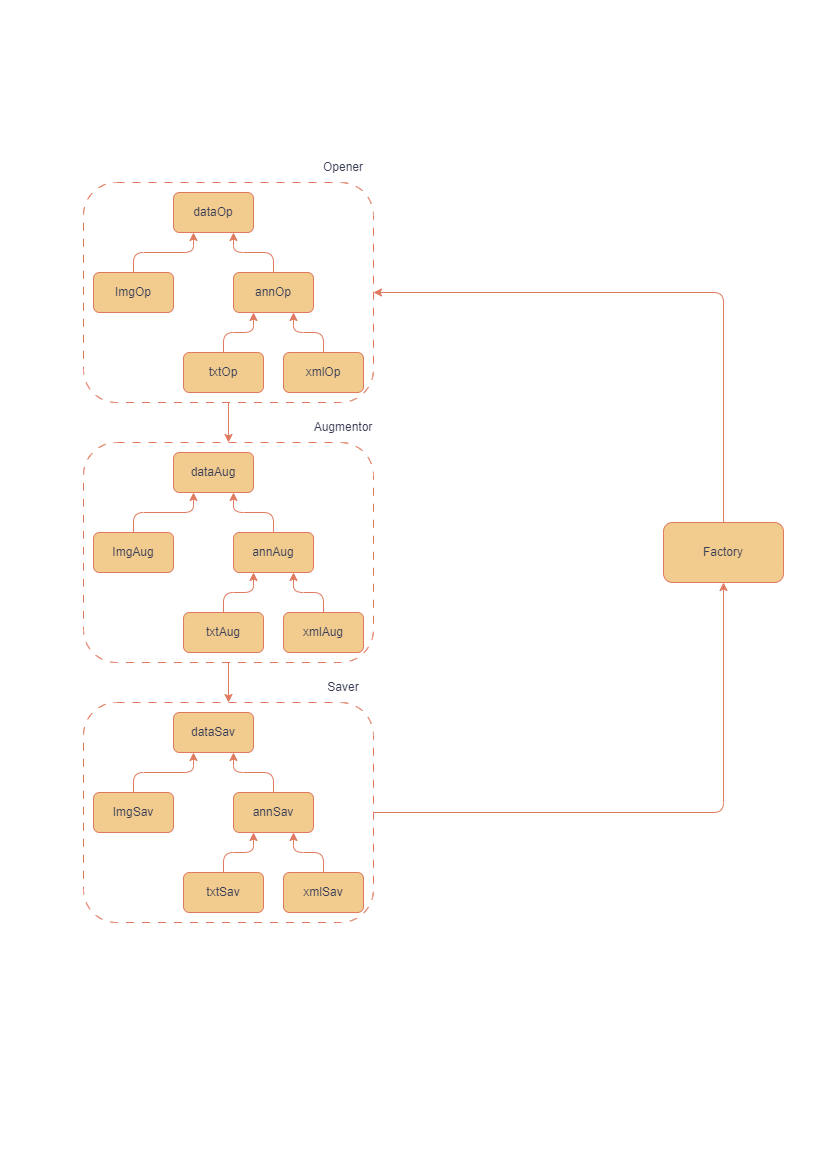 Opener
dataOp
ImgOp
annOp
txtOp
xmlOp
Augmentor
dataAug
ImgAug
annAug
txtAug
xmlAug
Factory
Saver
dataSav
ImgSav
annSav
txtSav
xmlSav